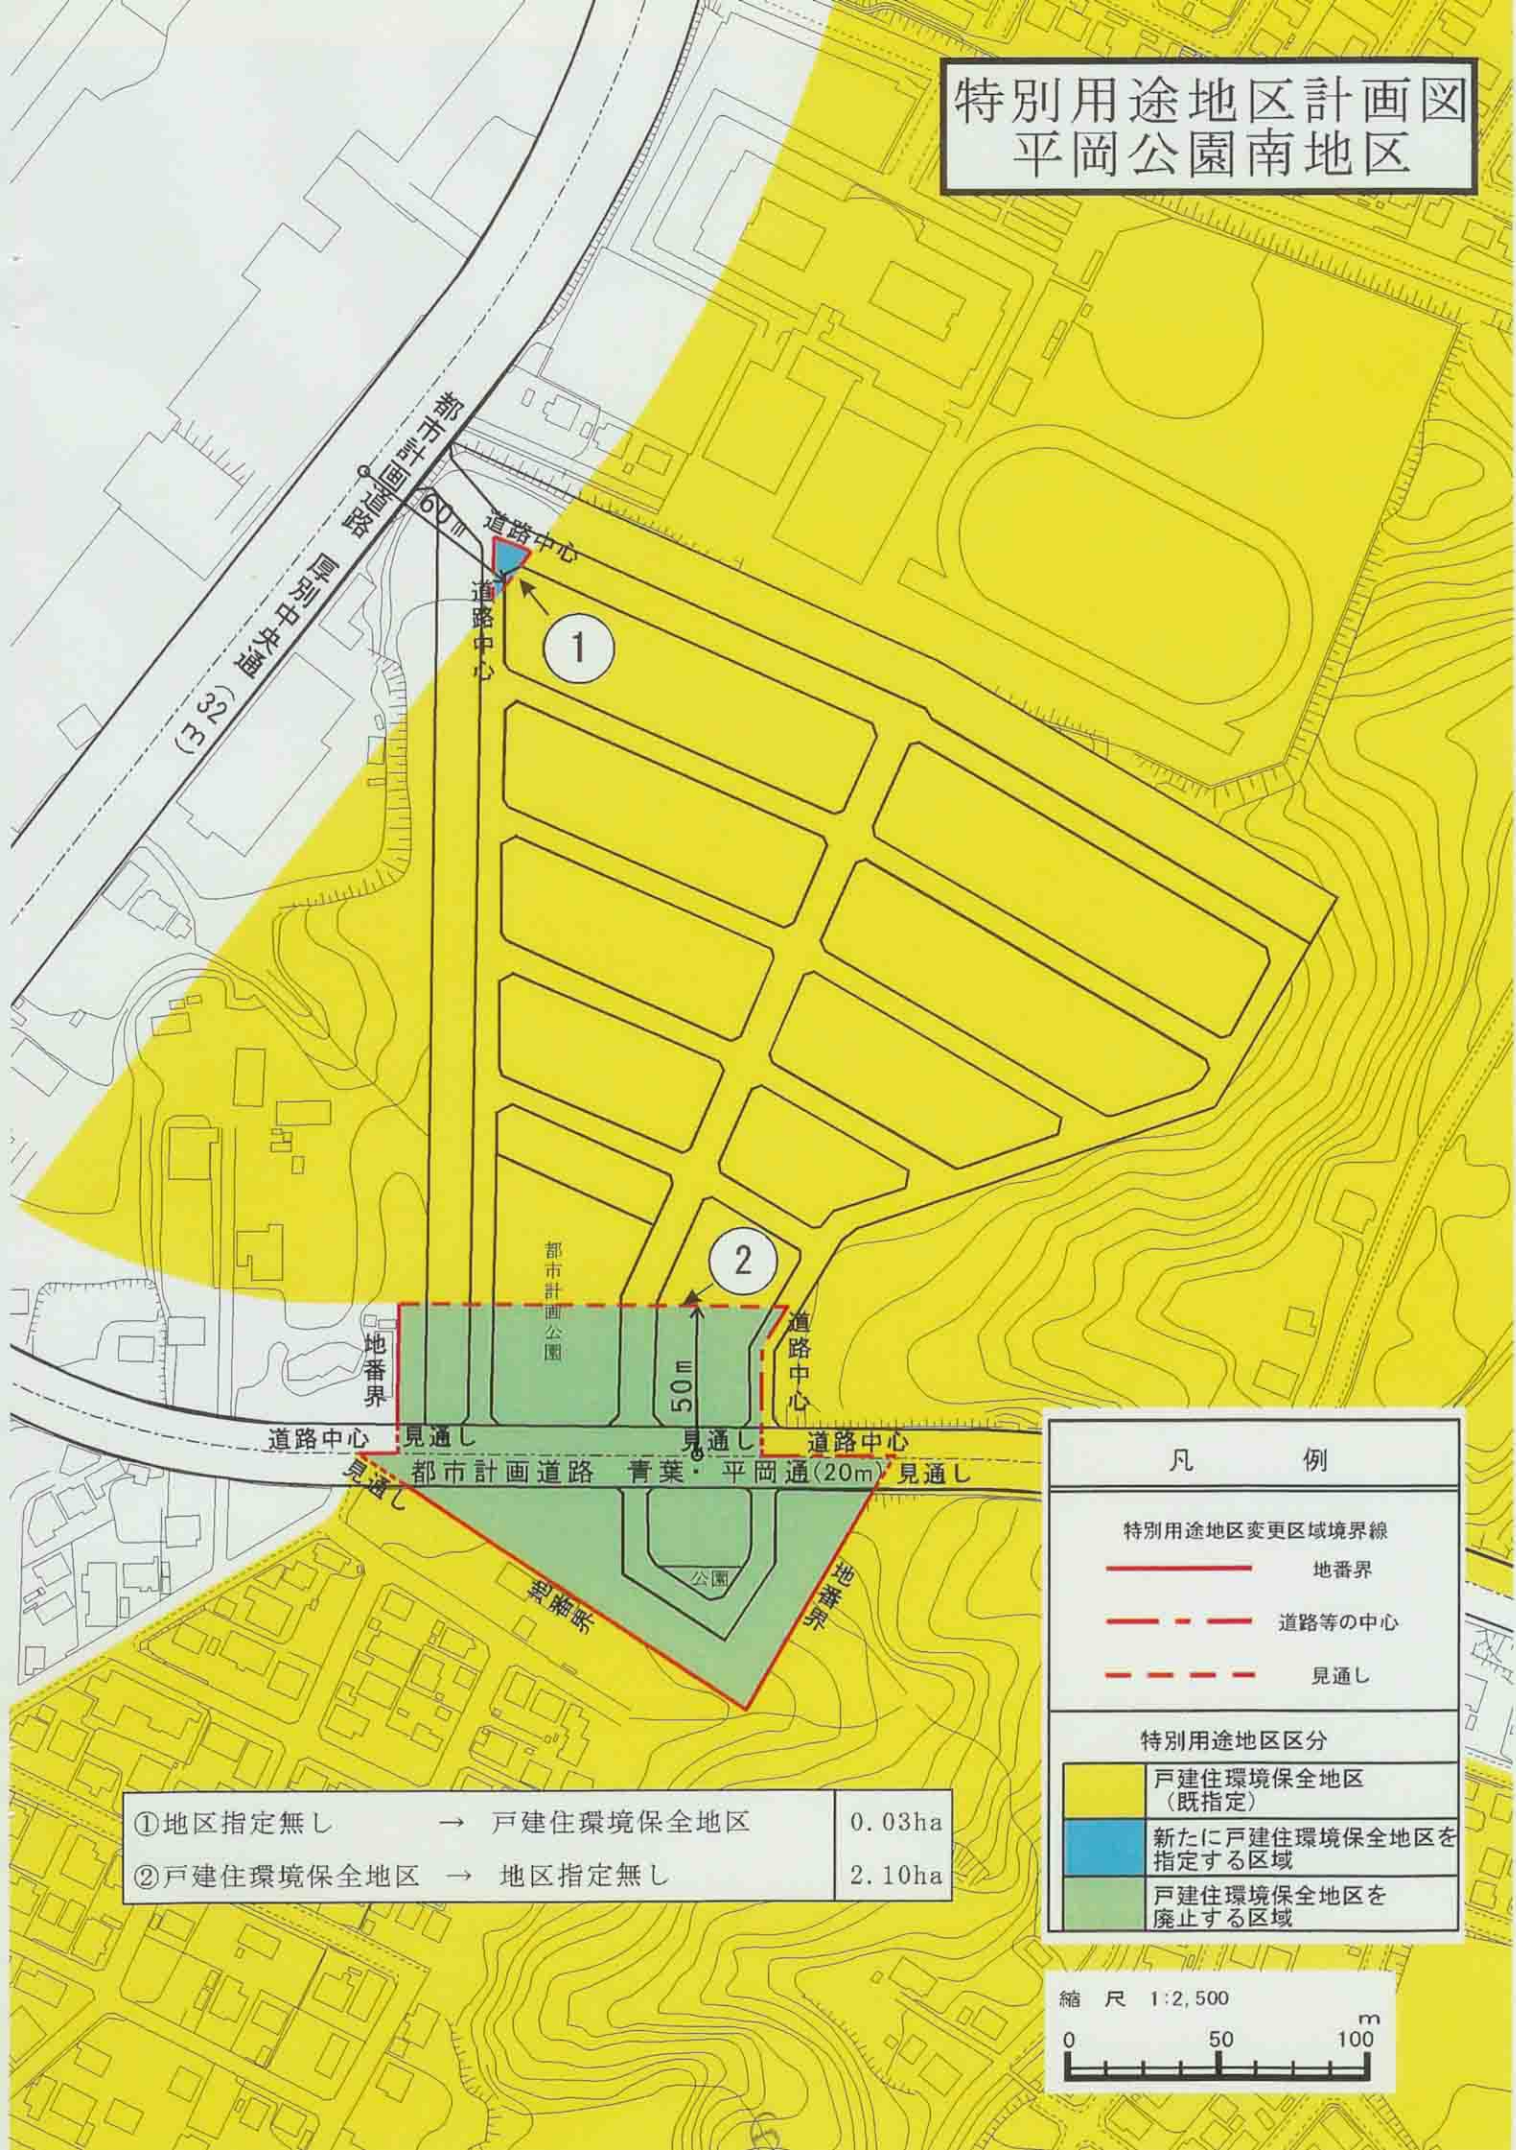 特別用途地区計画図
平岡公園南地区
都市計画道路 厚別中央通 (32m)
60m
道路中心
道路中心
1
都市計画公園
2
50m
地番界
道路中心
道路中心
見通し
見通し
道路中心
見通し
都市計画道路 青葉・平岡通(20m)
見通し
公園
地番界
地番界
凡 例
特別用途地区変更区域境界線
地番界
道路等の中心
見通し
特別用途地区区分
戸建住環境保全地区
(既指定)
新たに戸建住環境保全地区を
指定する区域
戸建住環境保全地区を
廃止する区域
①地区指定無し → 戸建住環境保全地区 0.03ha
②戸建住環境保全地区 → 地区指定無し 2.10ha
縮 尺 1:2,500
m
0 50 100